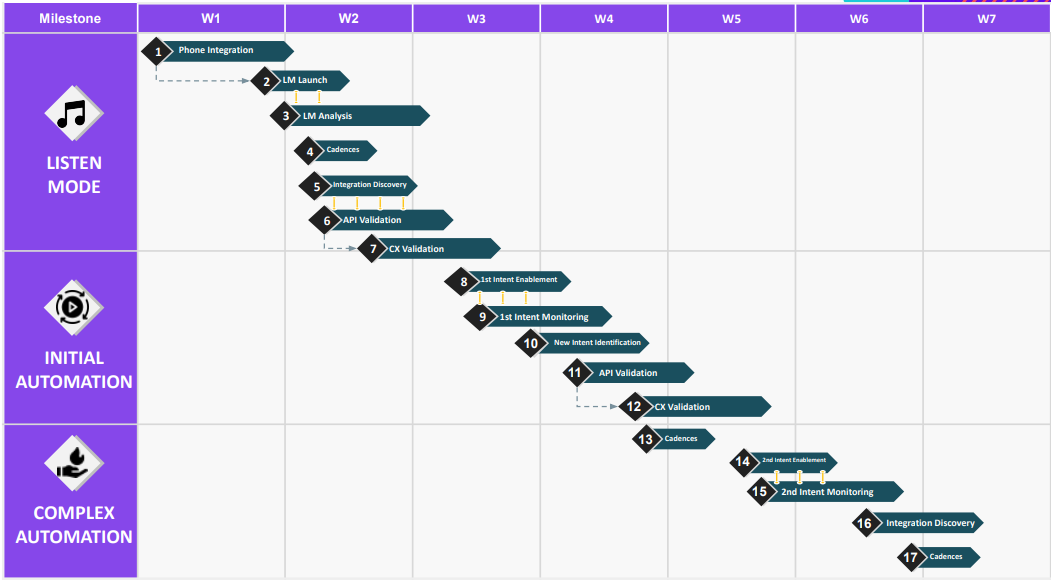 Milestone W1 W2 W3 W4 W5 W6 W7
1 Phone Integration
2 LM Launch
3 LM Analysis
4 Cadences
LISTEN
MODE
5 Integration Discovery
6 API Validation
7 CX Validation
8 1st Intent Enablement
9 1st Intent Monitoring
10 New Intent Identification
INITIAL
AUTOMATION
11 API Validation
12 CX Validation
13 Cadences
14 2nd Intent Enablement
15 2nd Intent Monitoring
COMPLEX
AUTOMATION
16 Integration Discovery
17 Cadences